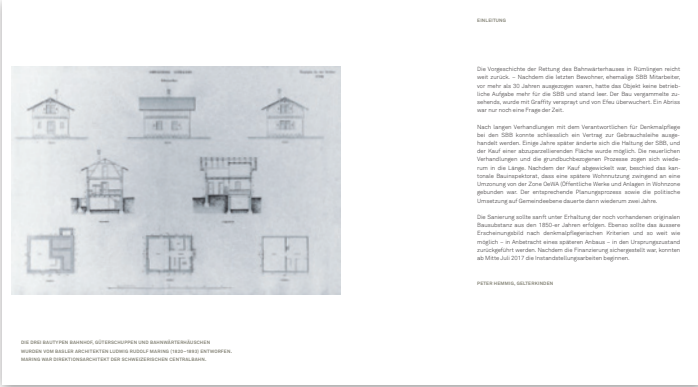 EINLEITUNG
Die Vorgeschichte der Rettung des Bahnwärterhauses in Rümlingen reicht
weit zurück. – Nachdem die letzten Bewohner, ehemalige SBB Mitarbeiter,
vor mehr als 30 Jahren ausgezogen waren, hatte das Objekt keine betrieb-
liche Aufgabe mehr für die SBB und stand leer. Der Bau vergammelte zu-
sehends, wurde mit Graffity versprayt und von Efeu überwuchert. Ein Abriss
war nur noch eine Frage der Zeit.
Nach langen Verhandlungen mit dem Verantwortlichen für Denkmalpflege
bei den SBB konnte schliesslich ein Vertrag zur Gebrauchsleihe ausge-
handelt werden. Einige Jahre später änderte sich die Haltung der SBB, und
der Kauf einer abzuparzellierenden Fläche wurde möglich. Die neuerlichen
Verhandlungen und die grundbuchbezogenen Prozesse zogen sich wiede-
rum in die Länge. Nachdem der Kauf abgewickelt war, beschied das kan-
tonale Bauinspektorat, dass eine spätere Wohnnutzung zwingend an eine
Umzonung von der Zone OeWA (Öffentliche Werke und Anlagen in Wohnzone
gebunden war. Der entsprechende Planungsprozess sowie die politische
Umsetzung auf Gemeindeebene dauerte dann wiederum zwei Jahre.
Die Sanierung sollte sanft unter Erhaltung der noch vorhandenen originalen
Bausubstanz aus den 1850-er Jahren erfolgen. Ebenso sollte das äussere
Erscheinungsbild nach denkmalpflegerischen Kriterien und so weit wie
möglich – in Anbetracht eines späteren Anbaus – in den Ursprungszustand
zurückgeführt werden. Nachdem die Finanzierung sichergestellt war, konnten
ab Mitte Juli 2017 die Instandstellungsarbeiten beginnen.
PETER HEMMIG, GELTERKINDEN
DIE DREI BAUTYPEN BAHNHOF, GÜTERSCHUPPEN UND BAHNWÄRTERHÄUSCHEN
WURDEN VOM BASLER ARCHITEKTEN LUDWIG RUDOLF MARING (1820–1893) ENTWORFEN.
MARING WAR DIREKTIONSARCHITEKT DER SCHWEIZERISCHEN CENTRALBAHN.